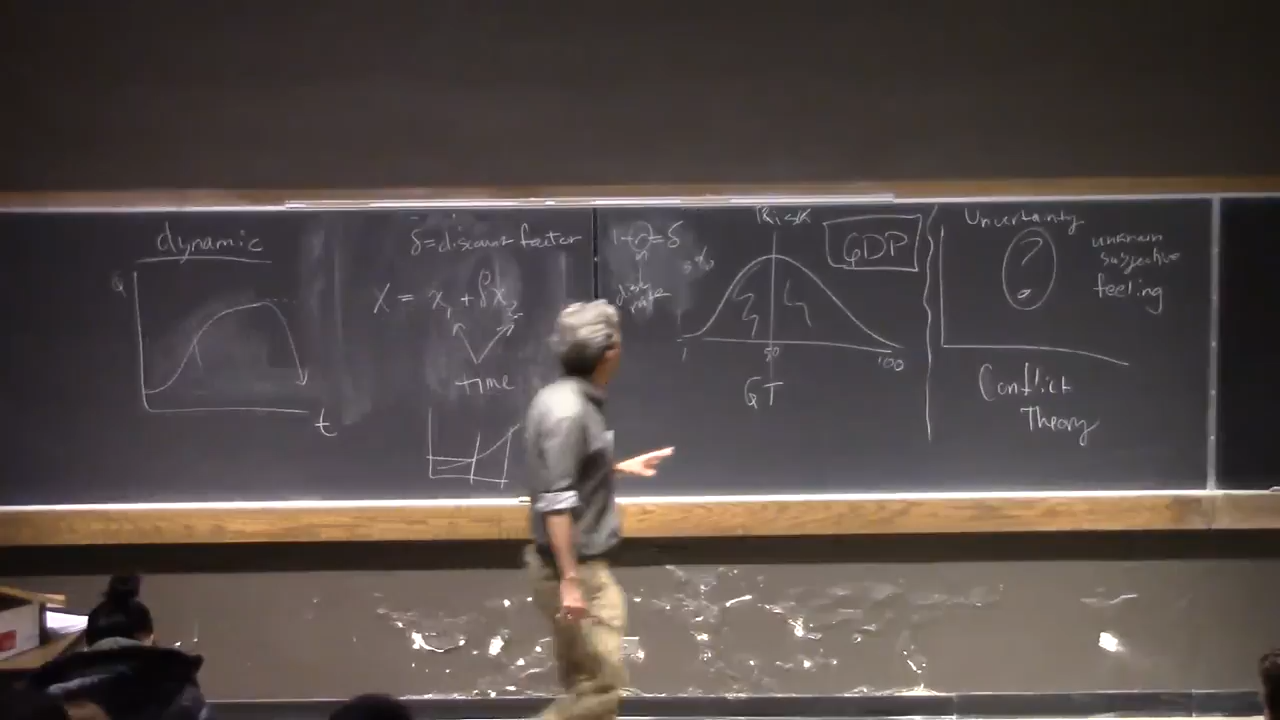 dynamic
Q
t
δ = discount factor
X = x₁ + δx₂
time
1-r = δ
disc
rate
Risk
GDP
1
50
100
GT
Uncertainty
?
unknown
subjective
feeling
Conflict
Theory